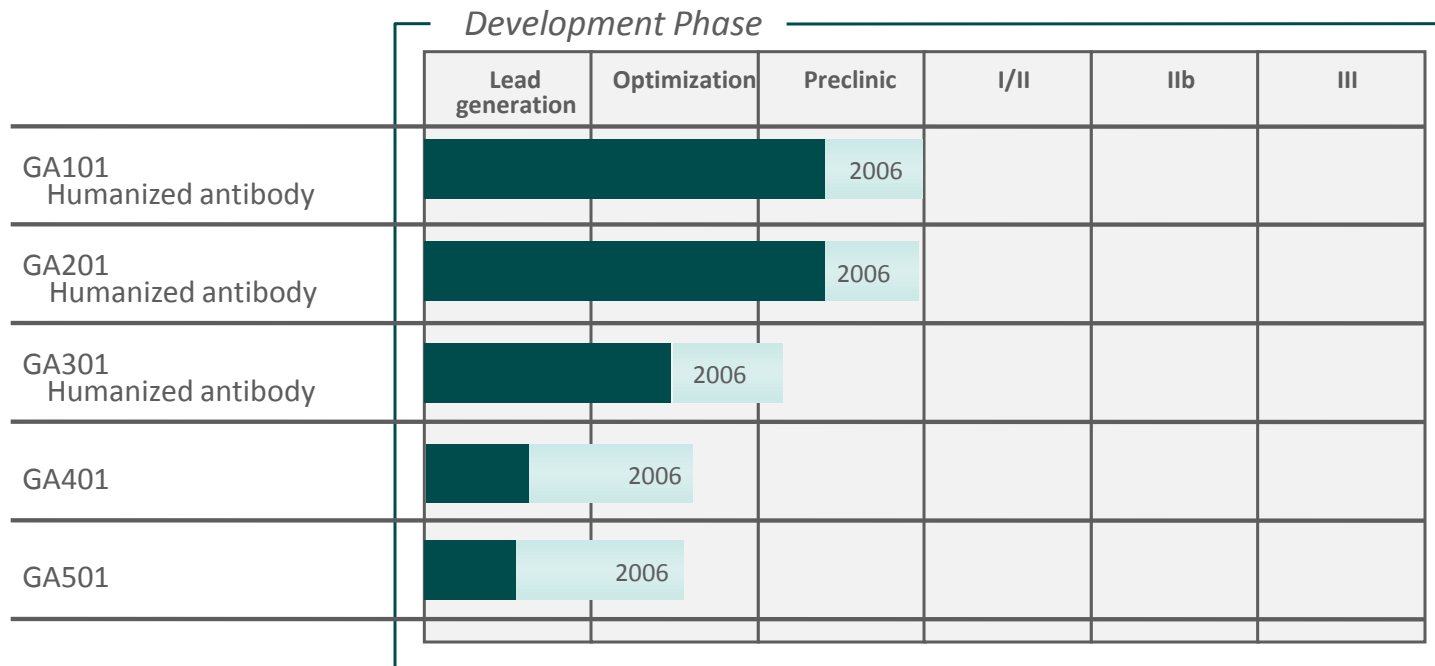 Development Phase
Lead
generation
Optimization
Preclinic
I/II
IIb
III
GA101
Humanized antibody
2006
GA201
Humanized antibody
2006
GA301
Humanized antibody
2006
GA401
2006
GA501
2006